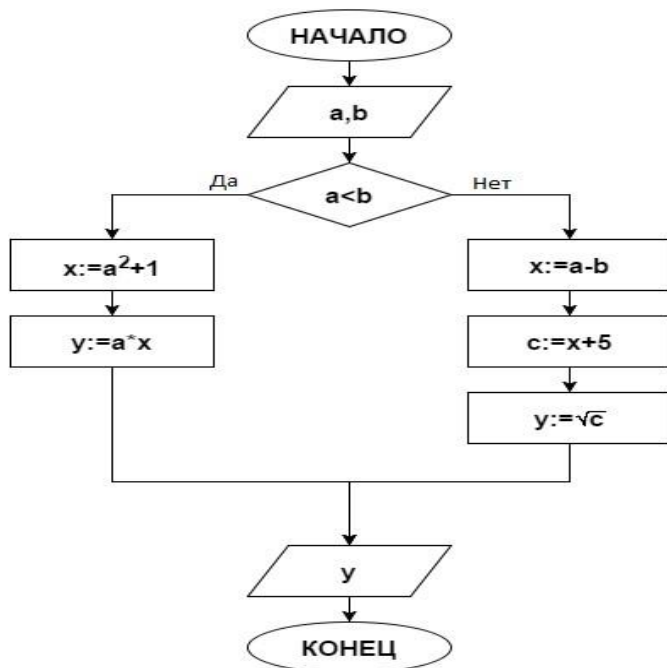 НАЧАЛО
a,b
a<b
Да
Нет
x:=a²+1
y:=a*x
x:=a-b
c:=x+5
y:=√c
y
КОНЕЦ